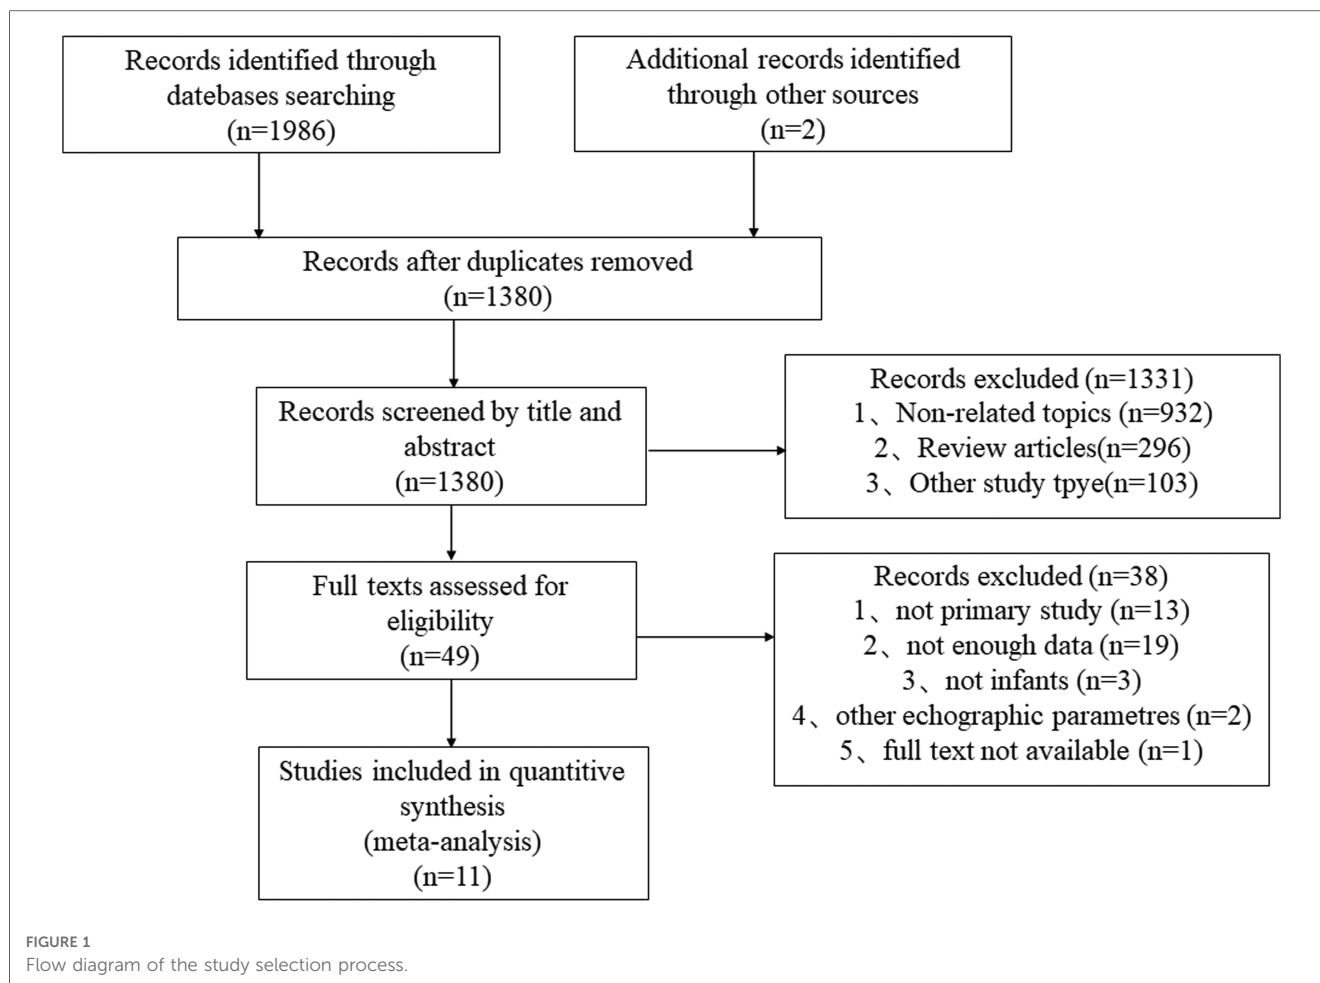 Records identified through
datebases searching
(n=1986)
Additional records identified
through other sources
(n=2)
Records after duplicates removed
(n=1380)
Records screened by title and
abstract
(n=1380)
Records excluded (n=1331)
1、Non-related topics (n=932)
2、Review articles(n=296)
3、Other study tpye(n=103)
Full texts assessed for
eligibility
(n=49)
Records excluded (n=38)
1、not primary study (n=13)
2、not enough data (n=19)
3、not infants (n=3)
4、other echographic parametres (n=2)
5、full text not available (n=1)
Studies included in quantitive
synthesis
(meta-analysis)
(n=11)
FIGURE 1
Flow diagram of the study selection process.